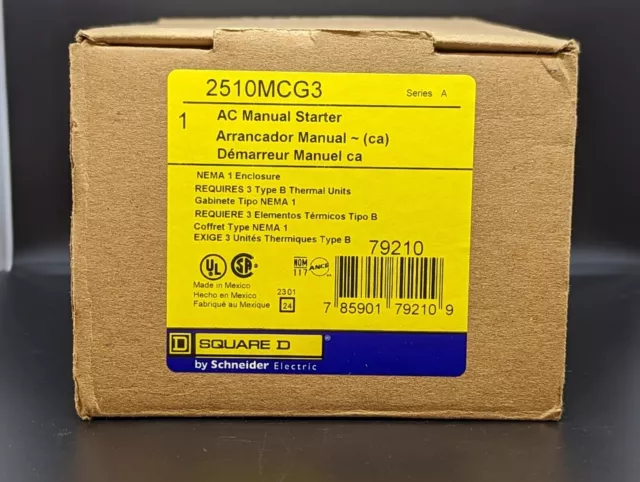 2510MCG3
Series A
1
AC Manual Starter
Arrancador Manual ~ (ca)
Démarreur Manuel ca
NEMA 1 Enclosure
REQUIRES 3 Type B Thermal Units
Gabinete Tipo NEMA 1
REQUIERE 3 Elementos Térmicos Tipo B
Coffret Type NEMA 1
EXIGE 3 Unités Thermiques Type B
79210
UL
SA
NOM
117
ANCE
Made in Mexico
Hecho en Mexico
Fabriqué au Mexique
2301
24
7 85901 79210 9
D SQUARE D ®
by Schneider Electric